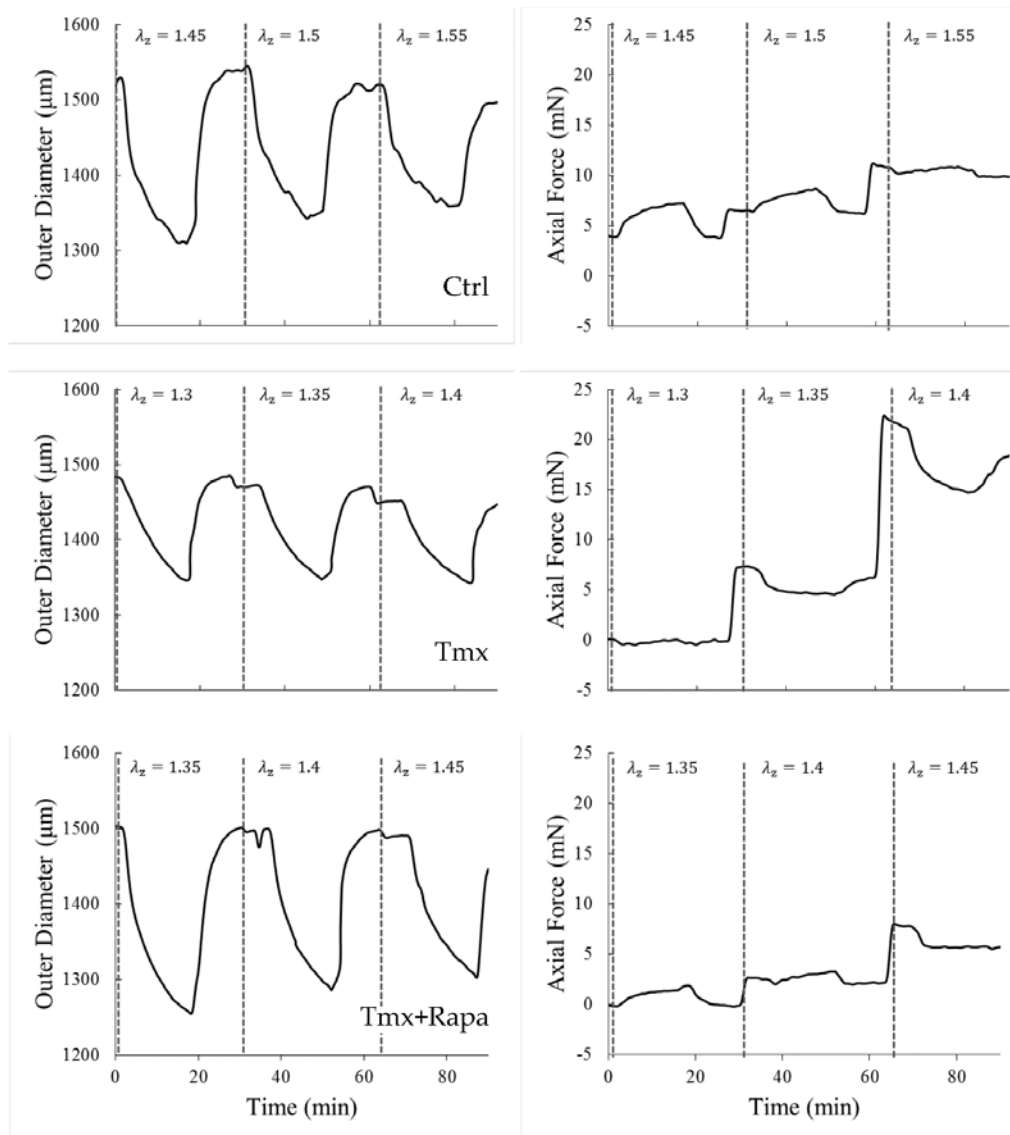 1600
1500
1400
1300
1200
Outer Diameter (μm)
λz = 1.45
λz = 1.5
λz = 1.55
Ctrl
25
20
15
10
5
0
-5
Axial Force (mN)
λz = 1.45
λz = 1.5
λz = 1.55
1600
1500
1400
1300
1200
Outer Diameter (μm)
λz = 1.3
λz = 1.35
λz = 1.4
Tmx
25
20
15
10
5
0
-5
Axial Force (mN)
λz = 1.3
λz = 1.35
λz = 1.4
1600
1500
1400
1300
1200
Outer Diameter (μm)
λz = 1.35
λz = 1.4
λz = 1.45
Tmx+Rapa
0 20 40 60 80
Time (min)
25
20
15
10
5
0
-5
Axial Force (mN)
λz = 1.35
λz = 1.4
λz = 1.45
0 20 40 60 80
Time (min)